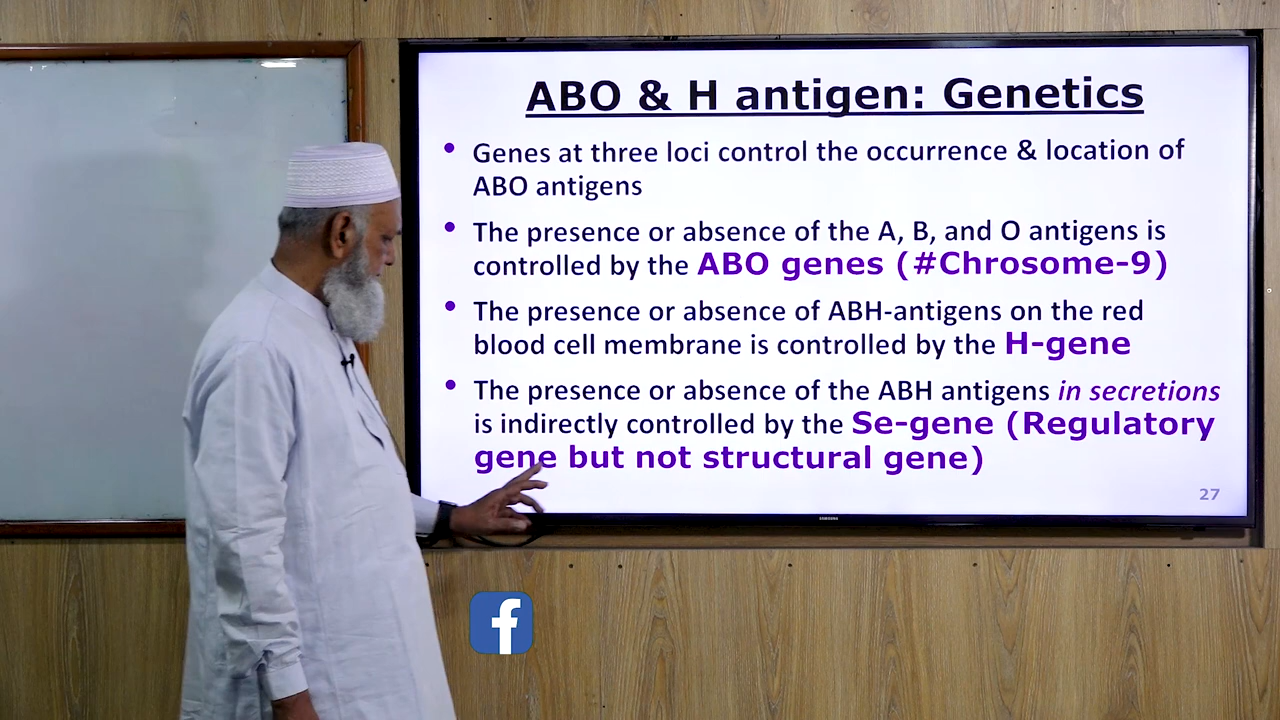 ABO & H antigen: Genetics
• Genes at three loci control the occurrence & location of
ABO antigens
• The presence or absence of the A, B, and O antigens is
controlled by the ABO genes (#Chrosome-9)
• The presence or absence of ABH-antigens on the red
blood cell membrane is controlled by the H-gene
• The presence or absence of the ABH antigens in secretions
is indirectly controlled by the Se-gene (Regulatory
gene but not structural gene)
27
SAMSUNG
f